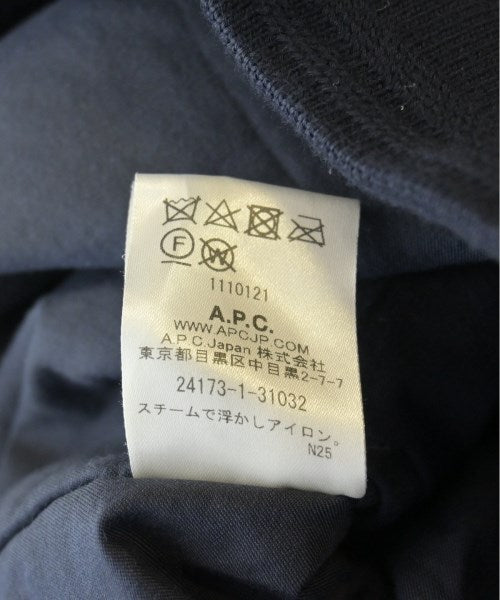 F W
1110121
A.P.C.
WWW.APCJP.COM
A.P.C.Japan 株式会社
東京都目黒区中目黒2-7-7
24173-1-31032
スチームで浮かしアイロン。
N25